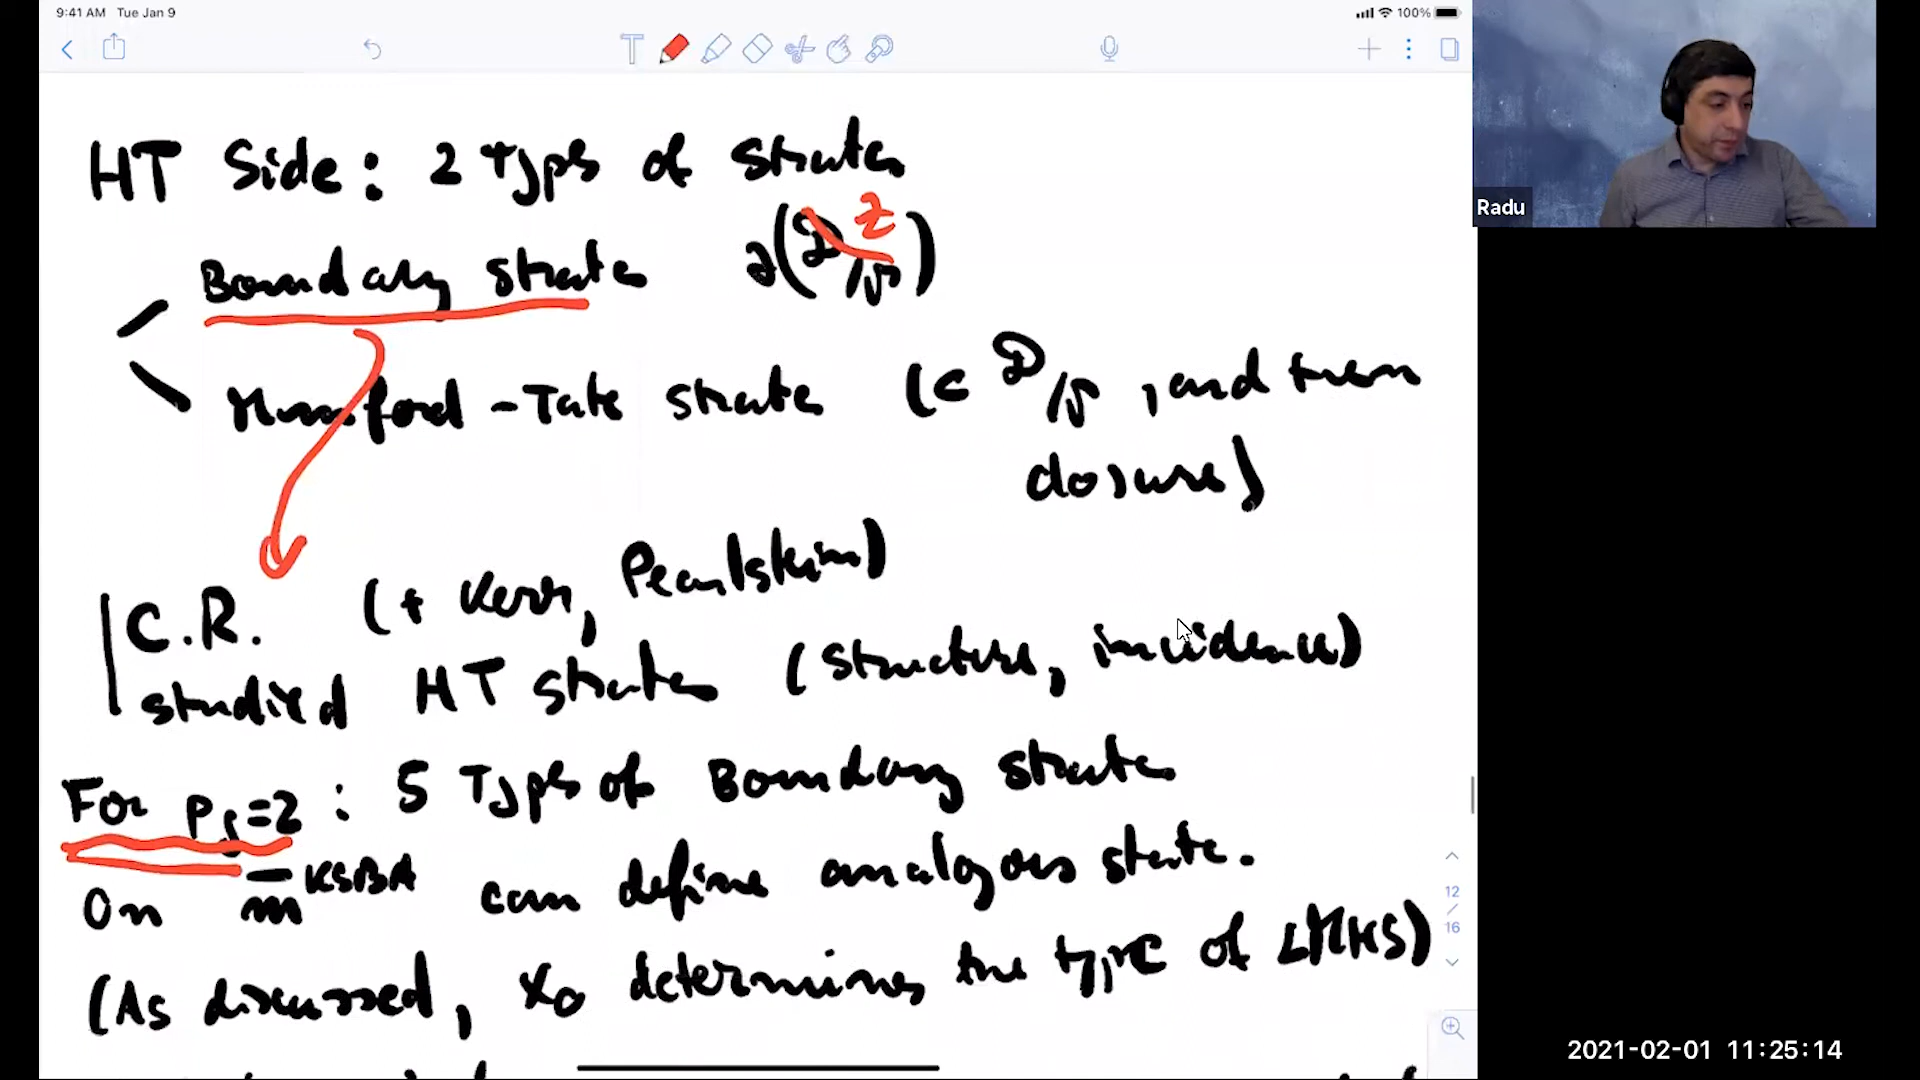 9:41 AM Tue Jan 9
100%
HT Side: 2 Types of strata
Boundary strata ∂(D/Γ) Z
Mumford-Tate strata (⊂ D/Γ, and their
closures)
C.R. (+ Kerr, Pearlstein)
studied HT strata (structure, incidence)
For pg=2: 5 Types of Boundary strata
On M̄ KSBA can define analogous strata.
(As discussed, X0 determines the type of LMHS)
12
/
16
Radu
2021-02-01 11:25:14